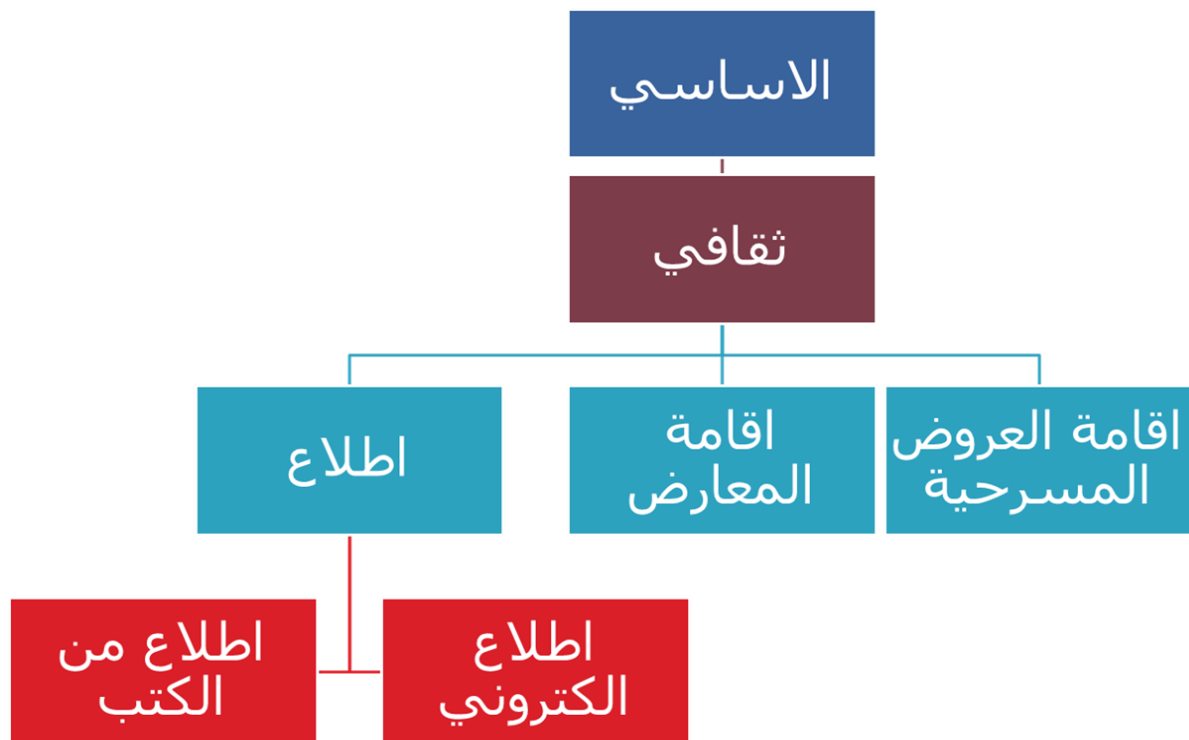 الاساسي
ثقافي
اقامة العروض
المسرحية
اقامة
المعارض
اطلاع
اطلاع
الكتروني
اطلاع من
الكتب